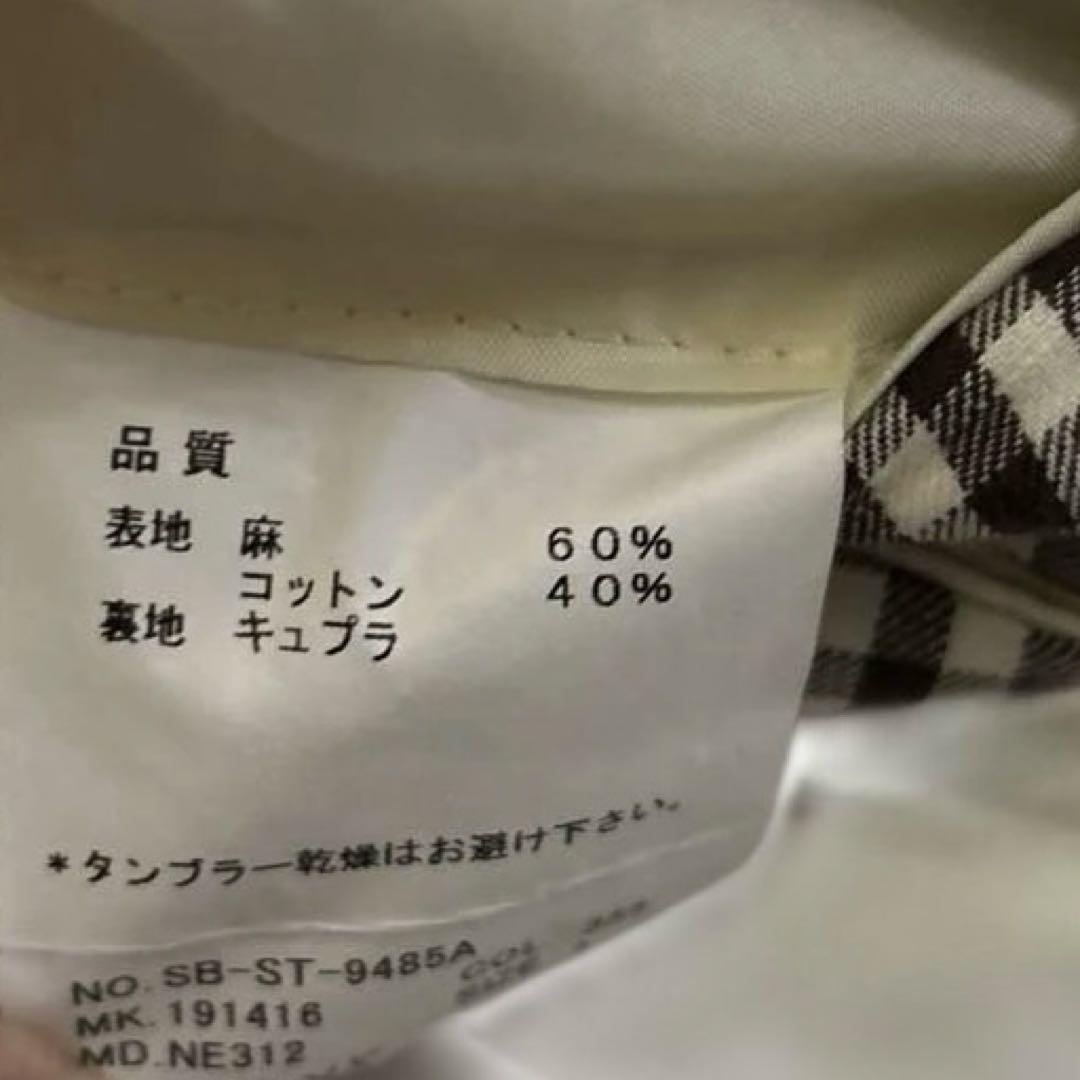 品質
表地 麻 60%
コットン 40%
裏地 キュプラ
*タンブラー乾燥はお避け下さい。
NO.SB-ST-9485A COL
SIZE
MK.191416
MD.NE312